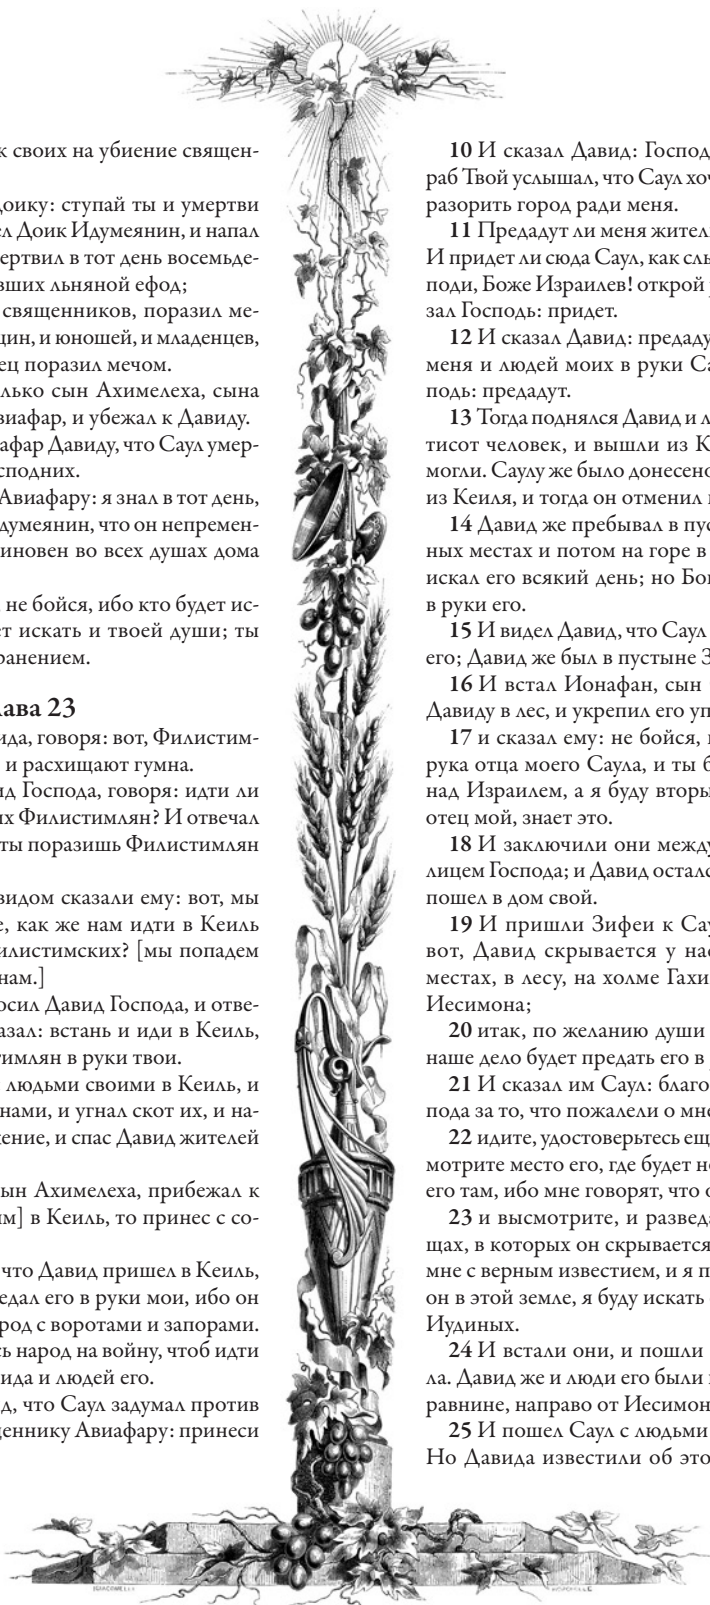 к своих на убиение священ-
доику: ступай ты и умертви
ел Доик Идумеянин, и напал
ертвил в тот день восемьде-
вших льняной ефод;
священников, поразил ме-
щин, и юношей, и младенцев,
ец поразил мечом.
лько сын Ахимелеха, сына
виафар, и убежал к Давиду.
афар Давиду, что Саул умер-
сподних.
Авиафару: я знал в тот день,
думеянин, что он непремен-
иновен во всех душах дома
не бойся, ибо кто будет ис-
ет искать и твоей души; ты
ранением.
лава 23
ида, говоря: вот, Филистим-
и расхищают гумна.
ид Господа, говоря: идти ли
их Филистимлян? И отвечал
ты поразишь Филистимлян
видом сказали ему: вот, мы
е, как же нам идти в Кеиль
илистимских? [мы попадем
нам.]
осил Давид Господа, и отве-
азал: встань и иди в Кеиль,
тимлян в руки твои.
людьми своими в Кеиль, и
нами, и угнал скот их, и на-
ение, и спас Давид жителей
ын Ахимелеха, прибежал к
им] в Кеиль, то принес с со-
что Давид пришел в Кеиль,
едал его в руки мои, ибо он
род с воротами и запорами.
сь народ на войну, чтоб идти
ида и людей его.
д, что Саул задумал против
щеннику Авиафару: принеси
10 И сказал Давид: Господ
раб Твой услышал, что Саул хоч
разорить город ради меня.
11 Предадут ли меня жител
И придет ли сюда Саул, как слы
поди, Боже Израилев! открой
зал Господь: придет.
12 И сказал Давид: предаду
меня и людей моих в руки Са
подь: предадут.
13 Тогда поднялся Давид и л
тисот человек, и вышли из К
могли. Саулу же было донесено
из Кеиля, и тогда он отменил
14 Давид же пребывал в пус
ных местах и потом на горе в
искал его всякий день; но Бог
в руки его.
15 И видел Давид, что Саул
его; Давид же был в пустыне З
16 И встал Ионафан, сын
Давиду в лес, и укрепил его уп
17 и сказал ему: не бойся,
рука отца моего Саула, и ты б
над Израилем, а я буду вторы
отец мой, знает это.
18 И заключили они между
лицем Господа; и Давид осталс
пошел в дом свой.
19 И пришли Зифеи к Сау
вот, Давид скрывается у нас
местах, в лесу, на холме Гахи
Иесимона;
20 итак, по желанию души
наше дело будет предать его в
21 И сказал им Саул: благо
пода за то, что пожалели о мне
22 идите, удостоверьтесь ещ
мотрите место его, где будет но
его там, ибо мне говорят, что о
23 и высмотрите, и разведа
щах, в которых он скрывается
мне с верным известием, и я п
он в этой земле, я буду искать
Иудиных.
24 И встали они, и пошли
ла. Давид же и люди его были
равнине, направо от Иесимон
25 И пошел Саул с людьми
Но Давида известили об это